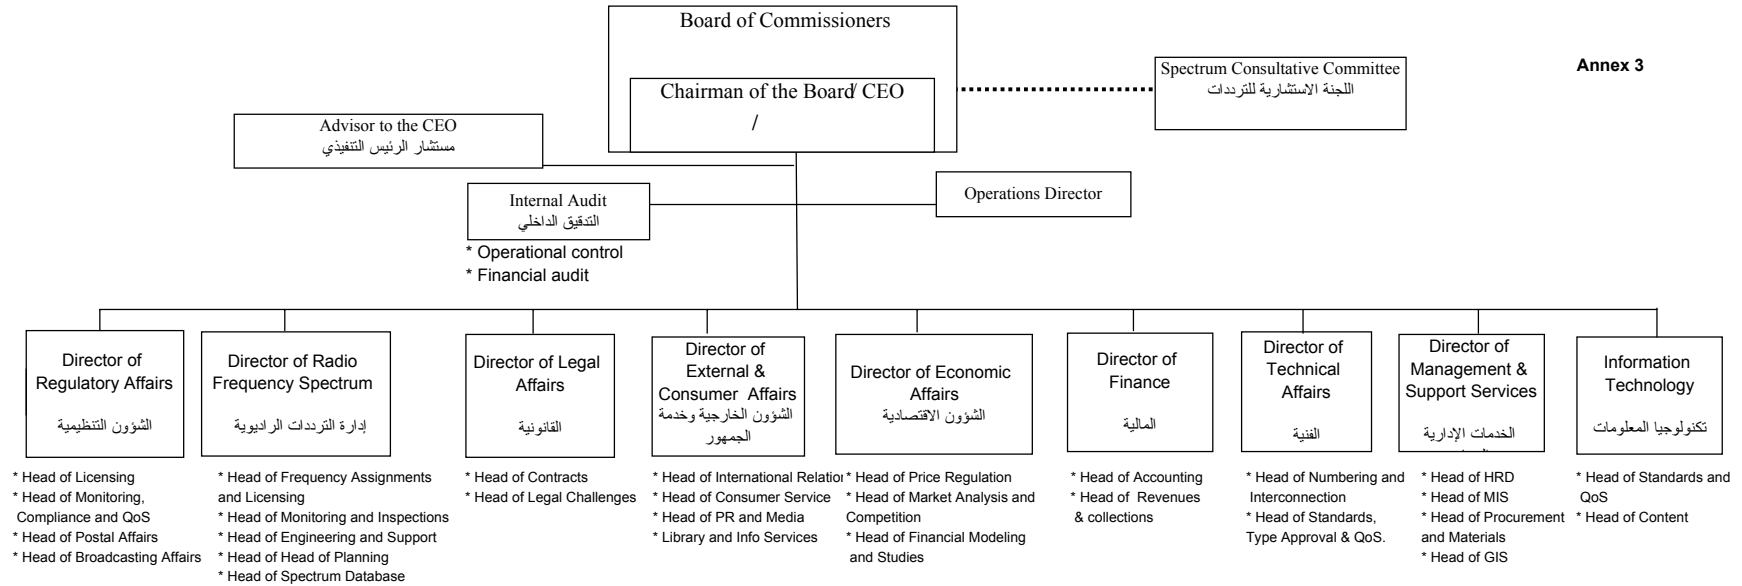 Board of Commissioners
Annex 3
Spectrum Consultative Committee
اللجنة الاستشارية للترددات
Chairman of the Board/ CEO
/
Advisor to the CEO
مستشار الرئيس التنفيذي
Internal Audit
التدقيق الداخلي
Operations Director
* Operational control
* Financial audit
Director of
Regulatory Affairs
الشؤون التنظيمية
Director of Radio
Frequency Spectrum
إدارة الترددات الراديوية
Director of Legal
Affairs
القانونية
Director of
External &
Consumer Affairs
الشؤون الخارجية وخدمة
الجمهور
Director of Economic
Affairs
الشؤون الاقتصادية
Director of
Finance
المالية
Director of
Technical
Affairs
الفنية
Director of
Management &
Support Services
الخدمات الإدارية
Information
Technology
تكنولوجيا المعلومات
* Head of Licensing
* Head of Monitoring,
Compliance and QoS
* Head of Postal Affairs
* Head of Broadcasting Affairs
* Head of Frequency Assignments
and Licensing
* Head of Monitoring and Inspections
* Head of Engineering and Support
* Head of Head of Planning
* Head of Spectrum Database
* Head of Contracts
* Head of Legal Challenges
* Head of International Relation
* Head of Consumer Service
* Head of PR and Media
* Library and Info Services
* Head of Price Regulation
* Head of Market Analysis and
Competition
* Head of Financial Modeling
and Studies
* Head of Accounting
* Head of Revenues
& collections
* Head of Numbering and
Interconnection
* Head of Standards,
Type Approval & QoS.
* Head of HRD
* Head of MIS
* Head of Procurement
and Materials
* Head of GIS
* Head of Standards and
QoS
* Head of Content